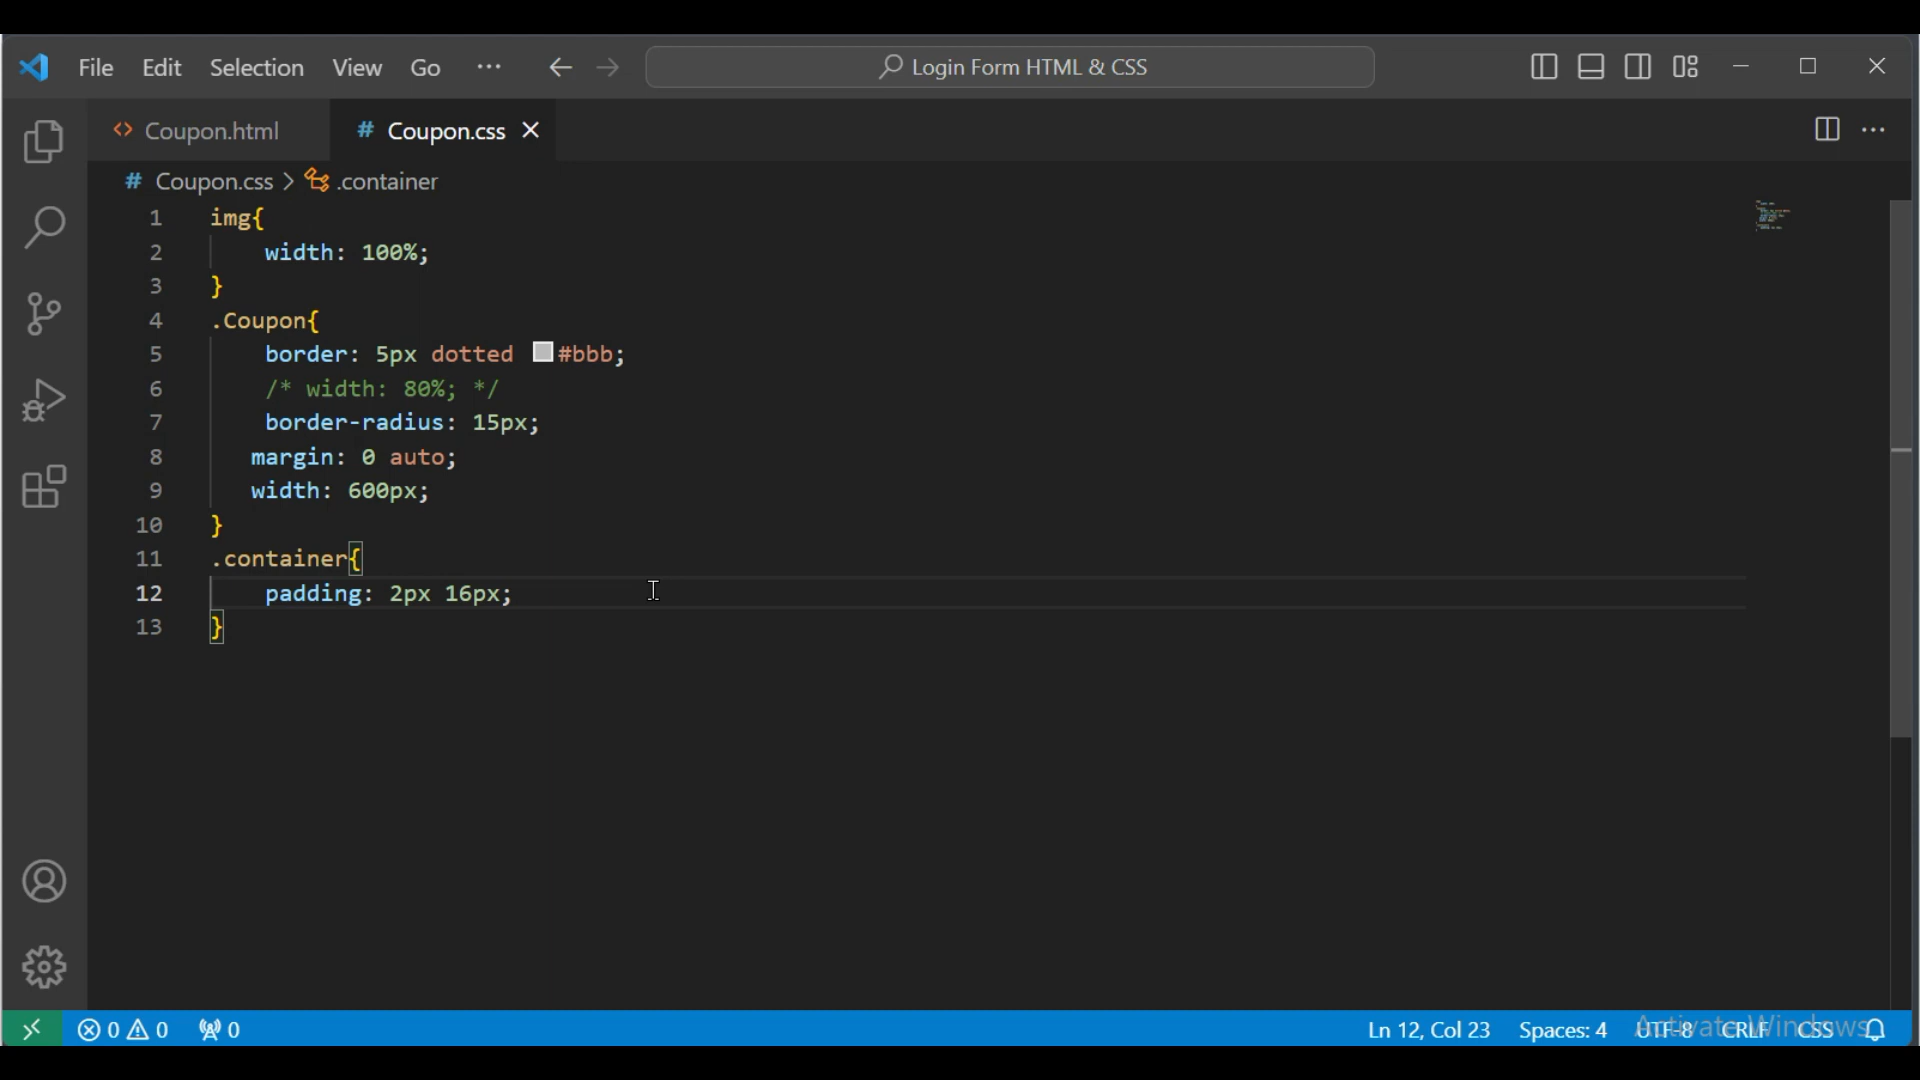 File Edit Selection View Go ··· Login Form HTML & CSS
<> Coupon.html # Coupon.css
# Coupon.css > .container
1 img{
2 width: 100%;
3 }
4 .Coupon{
5 border: 5px dotted #bbb;
6 /* width: 80%; */
7 border-radius: 15px;
8 margin: 0 auto;
9 width: 600px;
10 }
11 .container{
12 padding: 2px 16px;
13 }
0 0 0 Ln 12, Col 23 Spaces: 4 UTF-8 CRLF CSS
Activate Windows